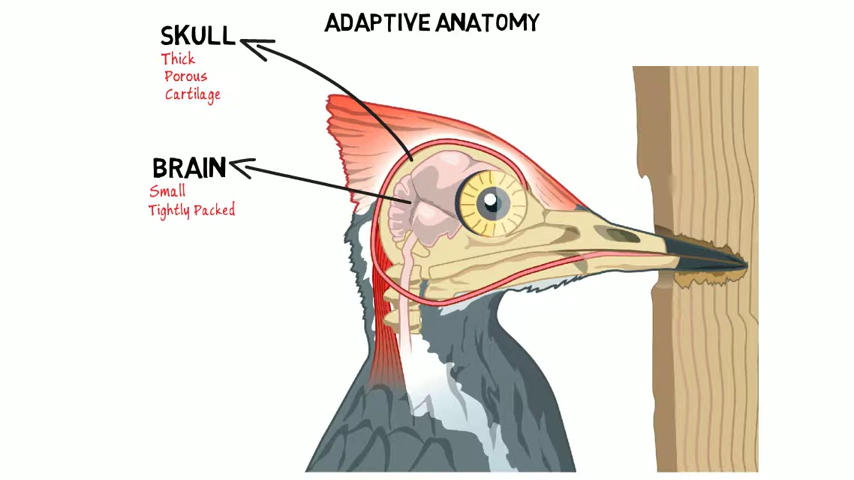 ADAPTIVE ANATOMY
SKULL
Thick
Porous
Cartilage
BRAIN
Small
Tightly Packed